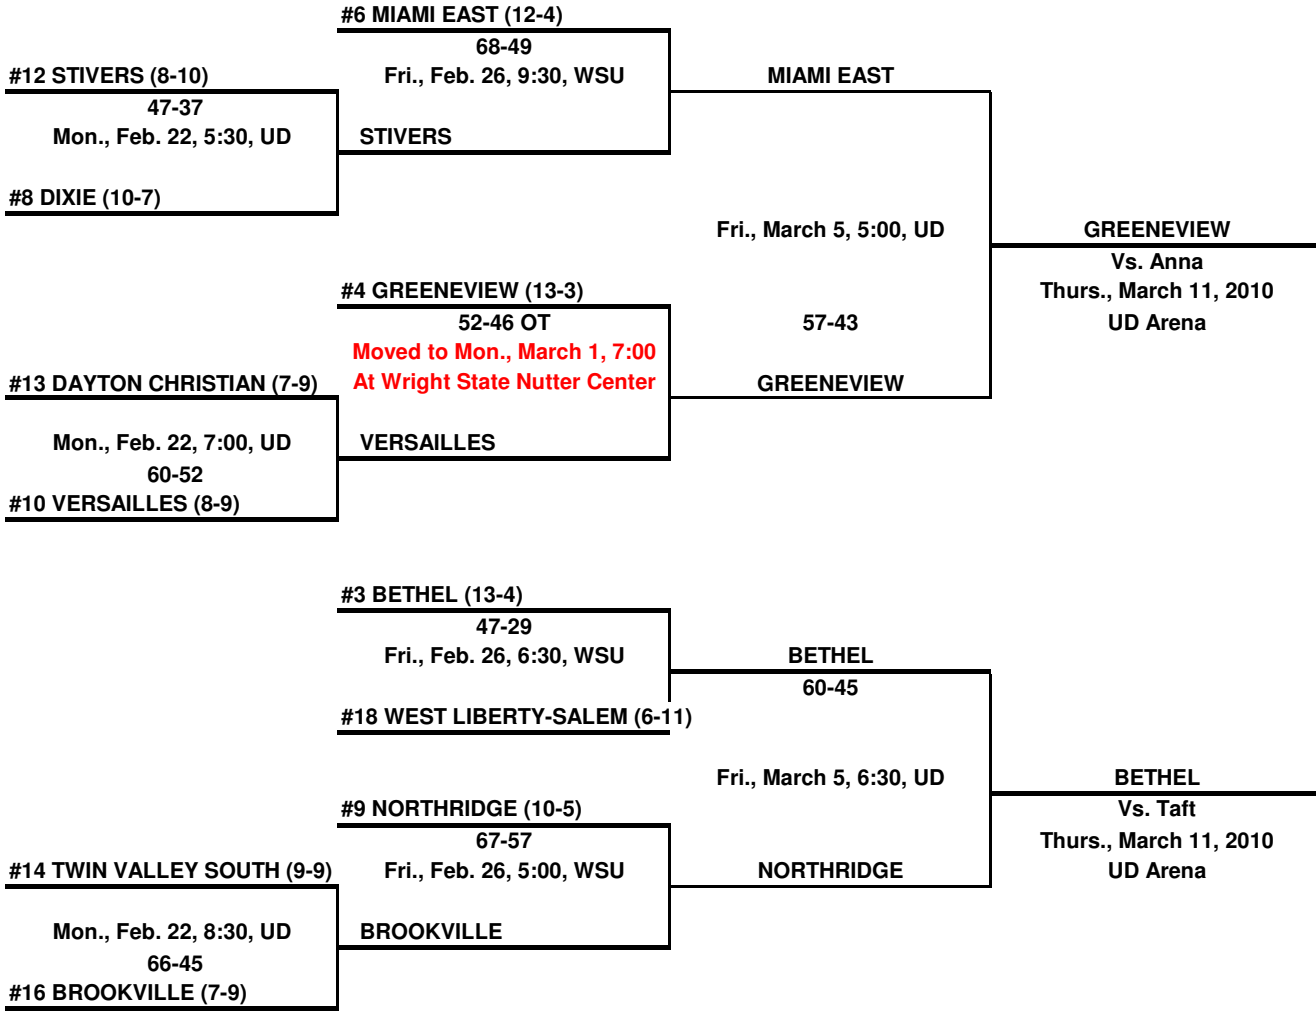 #6 MIAMI EAST (12-4)
68-49
#12 STIVERS (8-10)
Fri., Feb. 26, 9:30, WSU
MIAMI EAST
47-37
Mon., Feb. 22, 5:30, UD
STIVERS
#8 DIXIE (10-7)
Fri., March 5, 5:00, UD
GREENEVIEW
Vs. Anna
#4 GREENEVIEW (13-3)
Thurs., March 11, 2010
52-46 OT
57-43
UD Arena
Moved to Mon., March 1, 7:00
#13 DAYTON CHRISTIAN (7-9)
At Wright State Nutter Center
GREENEVIEW
Mon., Feb. 22, 7:00, UD
VERSAILLES
60-52
#10 VERSAILLES (8-9)
#3 BETHEL (13-4)
47-29
Fri., Feb. 26, 6:30, WSU
BETHEL
60-45
#18 WEST LIBERTY-SALEM (6-11)
Fri., March 5, 6:30, UD
BETHEL
#9 NORTHRIDGE (10-5)
Vs. Taft
67-57
Thurs., March 11, 2010
#14 TWIN VALLEY SOUTH (9-9)
Fri., Feb. 26, 5:00, WSU
NORTHRIDGE
UD Arena
Mon., Feb. 22, 8:30, UD
BROOKVILLE
66-45
#16 BROOKVILLE (7-9)